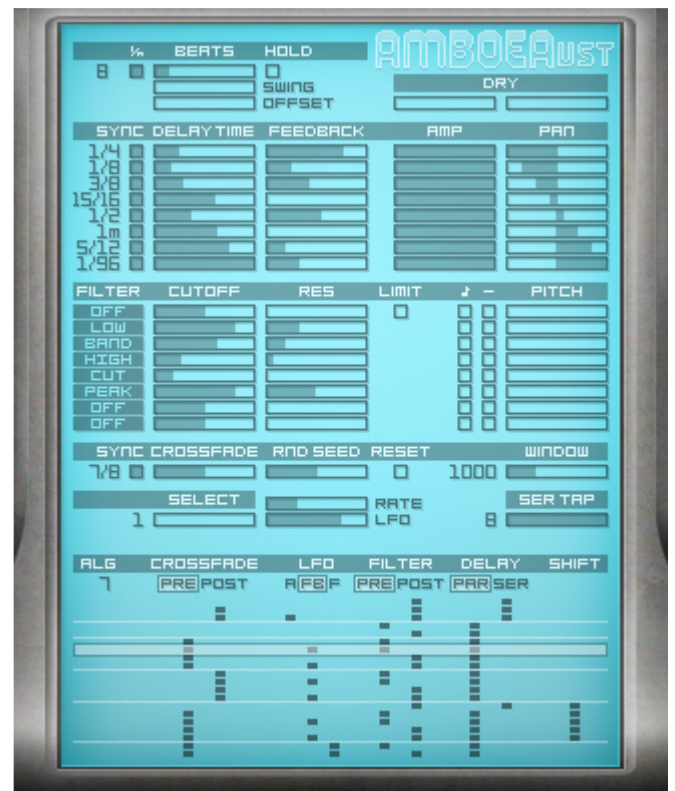 AMBOEAUST
1/n BEATS HOLD
DRY
8
SWING
OFFSET
SYNC DELAY TIME FEEDBACK AMP PAN
1/4
1/8
3/8
15/16
1/2
1m
5/12
1/96
FILTER CUTOFF RES LIMIT ♪ – PITCH
OFF
LOW
BAND
HIGH
CUT
PEAK
OFF
OFF
SYNC CROSSFADE RND SEED RESET WINDOW
7/8 1000
SELECT RATE SER TAP
1 LFO 8
ALG CROSSFADE LFO FILTER DELAY SHIFT
7 PRE POST A FB F PRE POST PAR SER